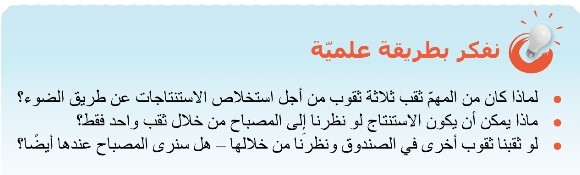 نفكر بطريقة علميّة
• لماذا كان من المهمّ ثقب ثلاثة ثقوب من أجل استخلاص الاستنتاجات عن طريق الضوء؟
• ماذا يمكن أن يكون الاستنتاج لو نظرنا إلى المصباح من خلال ثقب واحد فقط؟
• لو ثقبنا ثقوب أخرى في الصندوق ونظرنا من خلالها – هل سنرى المصباح عندها أيضًا؟